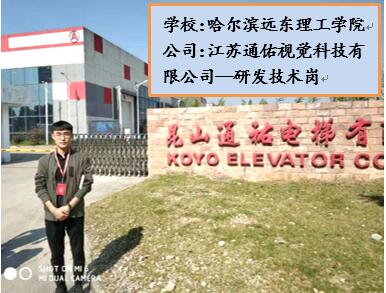 学校:哈尔滨远东理工学院
公司:江苏通佑视觉科技有
限公司—研发技术岗
昆山通祐电梯有
KOYO ELEVATOR CO
SHOT ON MI 6
MI DUAL CAMERA